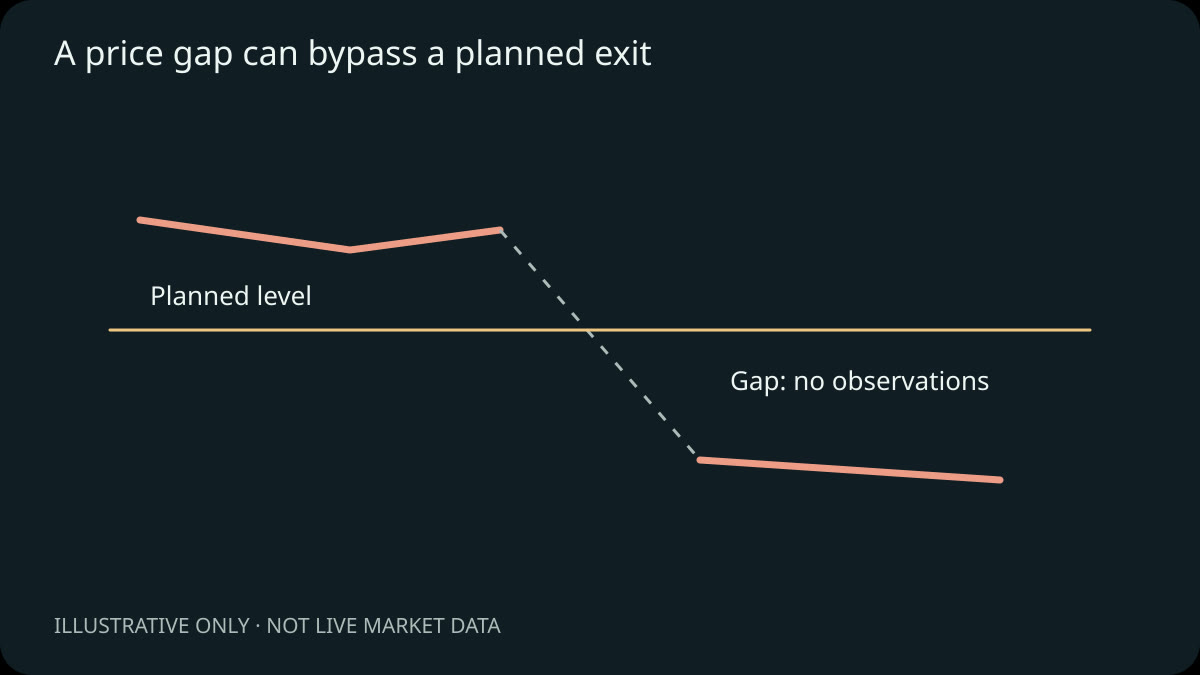 A price gap can bypass a planned exit
Planned level
Gap: no observations
ILLUSTRATIVE ONLY · NOT LIVE MARKET DATA